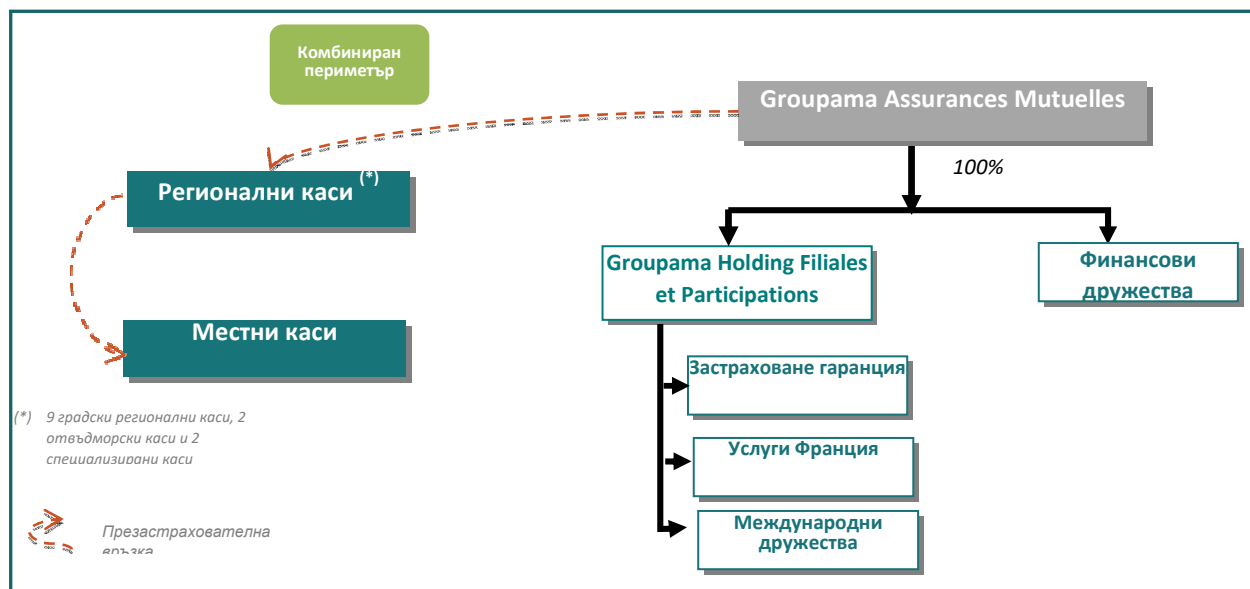 Комбиниран
периметър
Groupama Assurances Mutuelles
100%
Регионални каси (*)
Местни каси
(*) 9 градски регионални каси, 2
отвъдморски каси и 2
специализирани каси
Презастрахователна
връзка
Groupama Holding Filiales
et Participations
Финансови
дружества
Застраховане гаранция
Услуги Франция
Международни
дружества